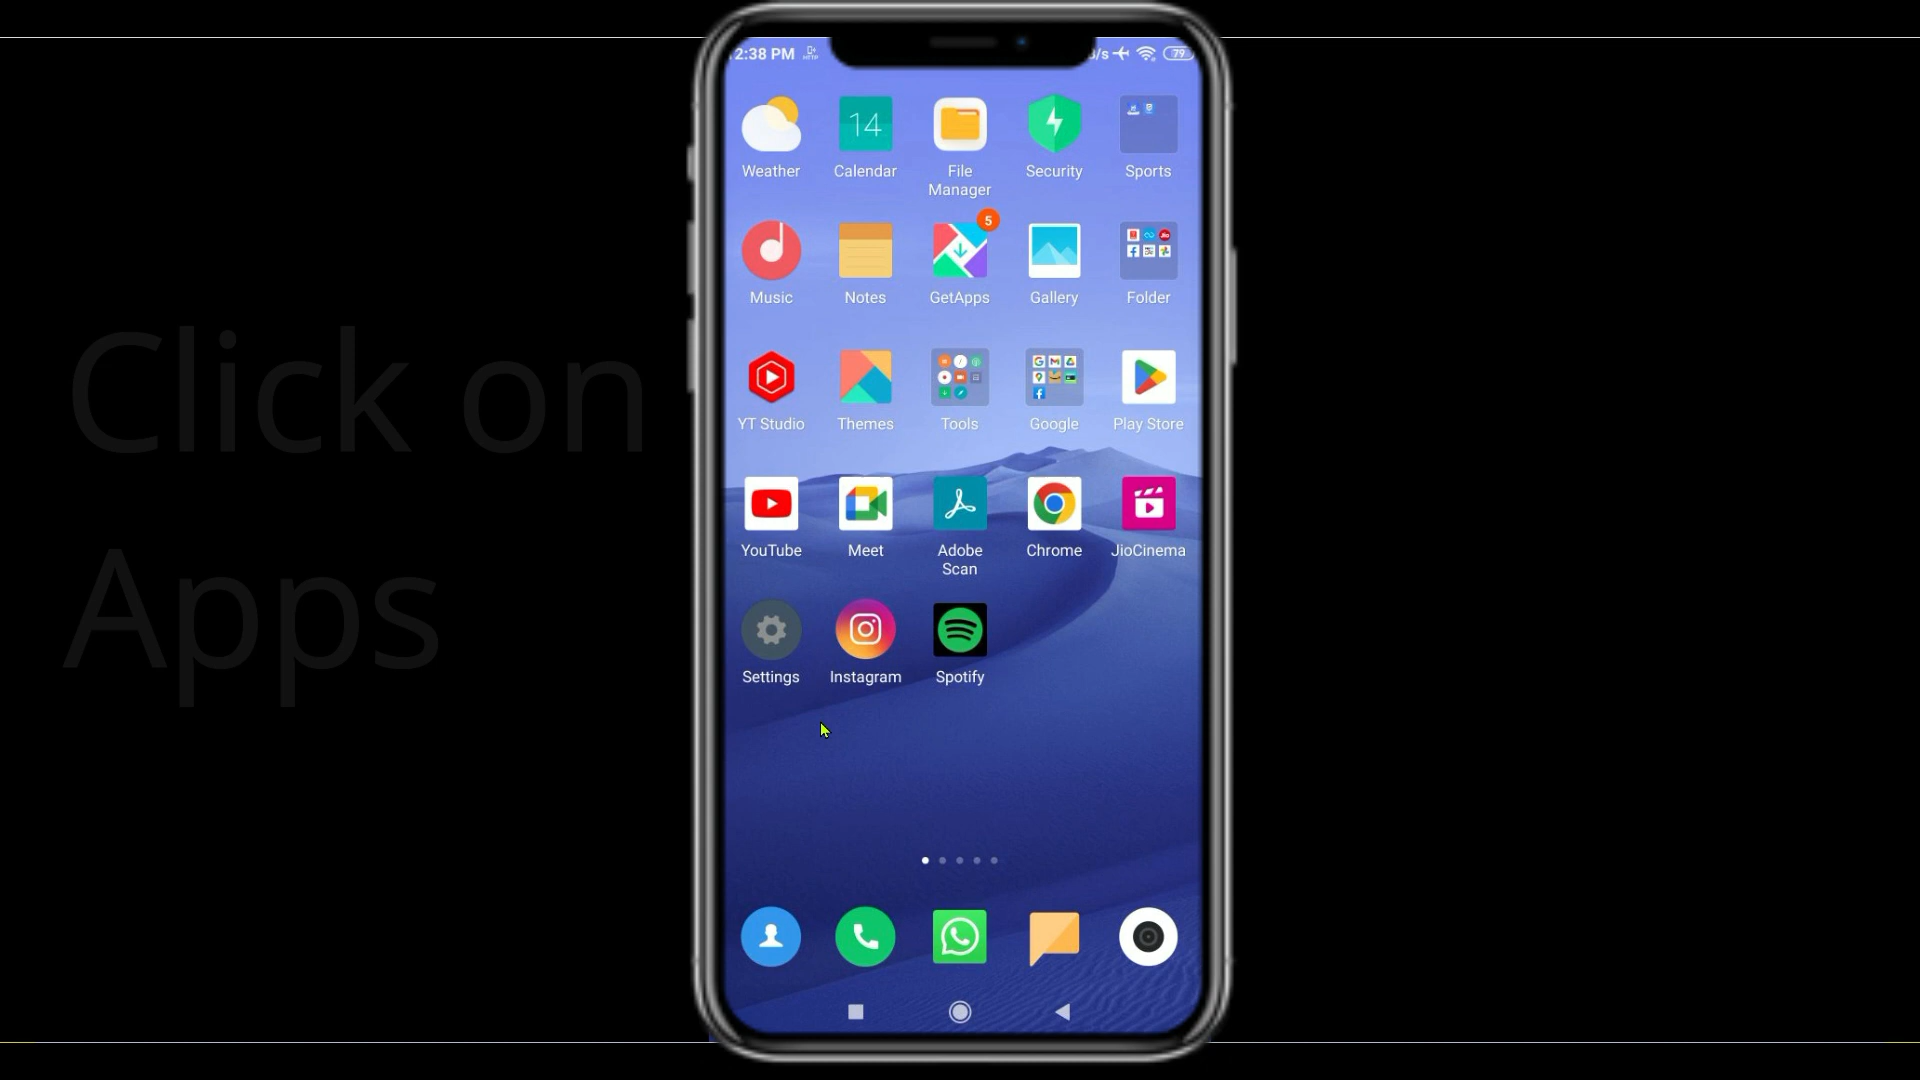 2:38 PM
/s
79
14
Weather
Calendar
File
Manager
Security
Sports
5
Music
Notes
GetApps
Gallery
Folder
YT Studio
Themes
Tools
Google
Play Store
YouTube
Meet
Adobe
Scan
Chrome
JioCinema
Settings
Instagram
Spotify
Click on
Apps